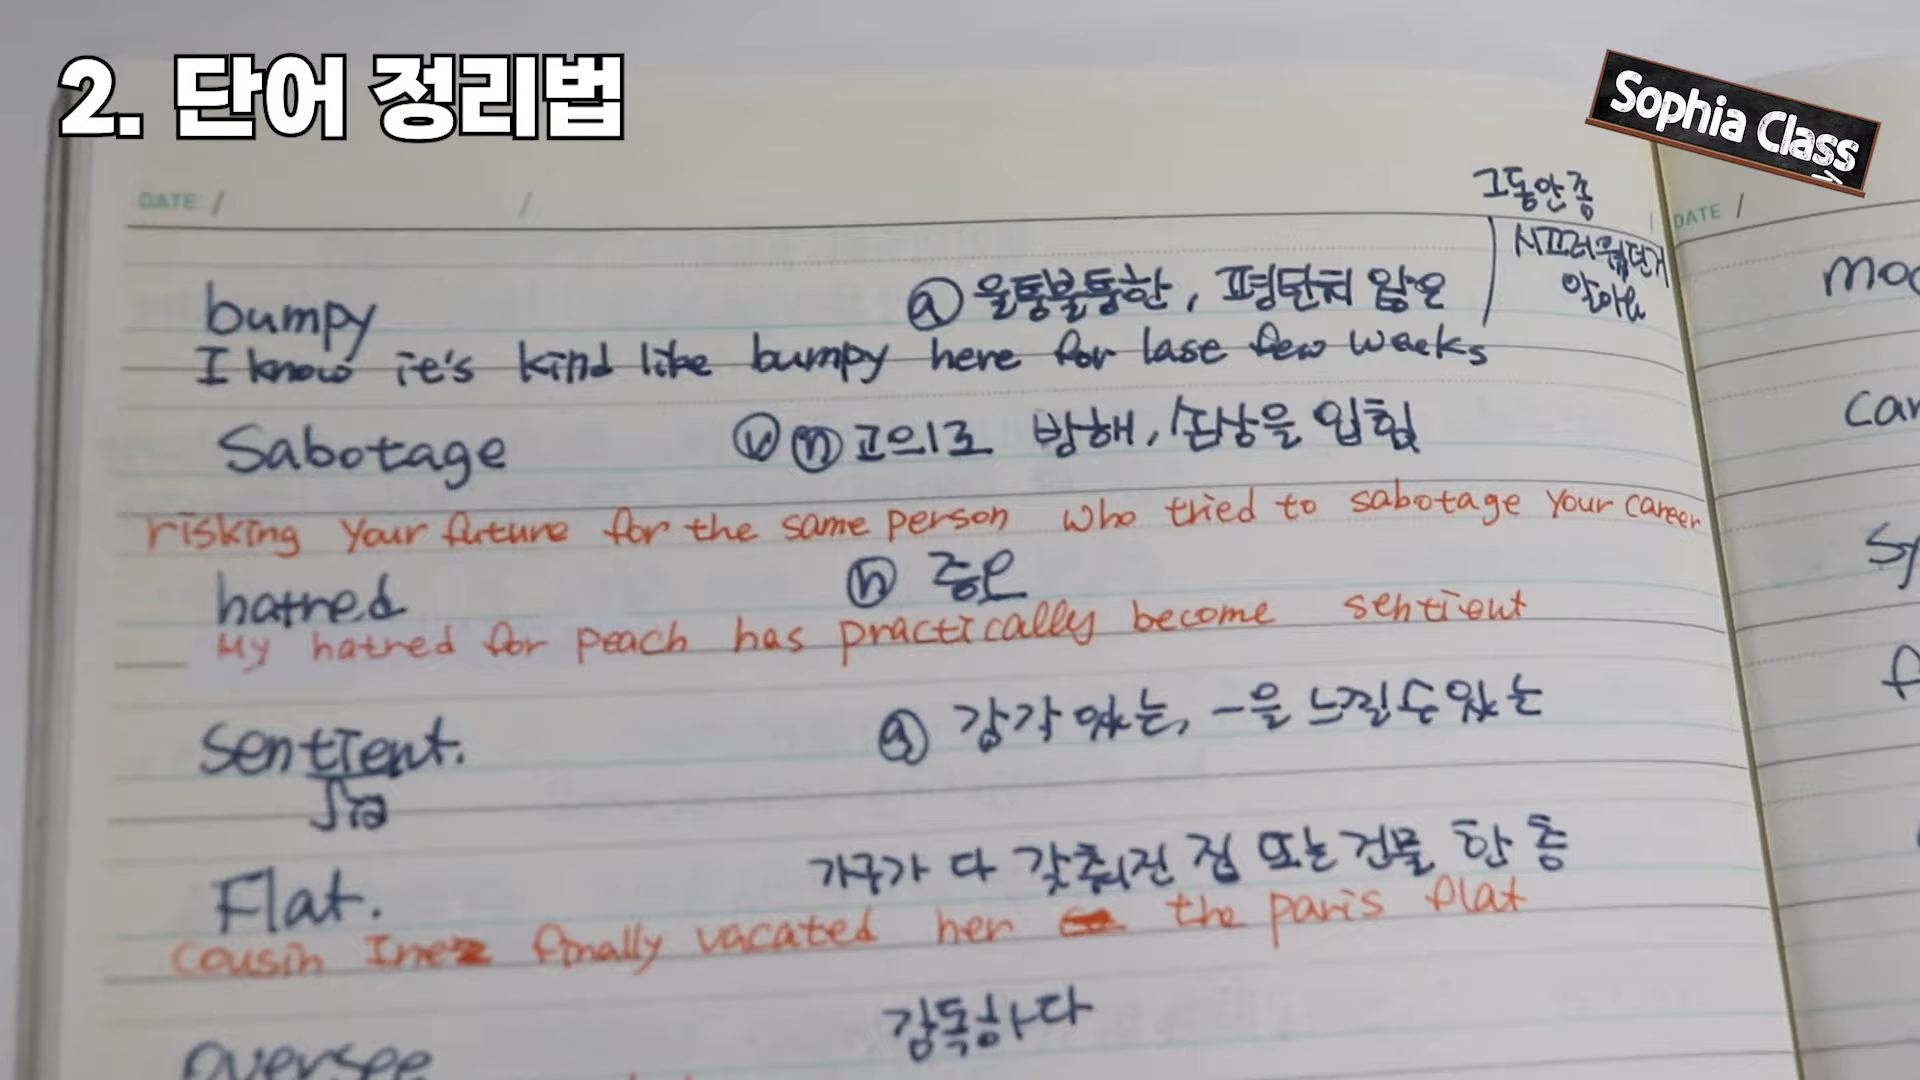 2. 단어 정리법
Sophia Class
DATE / /
DATE /
그동안 좀
시끄러웠던거
알아but
bumpy ⓐ 울퉁불퉁한, 평탄치 않은
I know it's kind like bumpy here for last few weeks
Sabotage ⓥ ⓝ 고의로 방해, 손상을 입힘
risking your future for the same person who tried to sabotage your career
hatred ⓝ 증오
My hatred for peach has practically become sentient
Sentient. ⓐ 감각 있는, -을 느낄 수 있는
Flat. 가구가 다 갖춰진 집 또는 건물 한 층
Cousin Inez finally vacated her the paris flat
oversee 감독하다